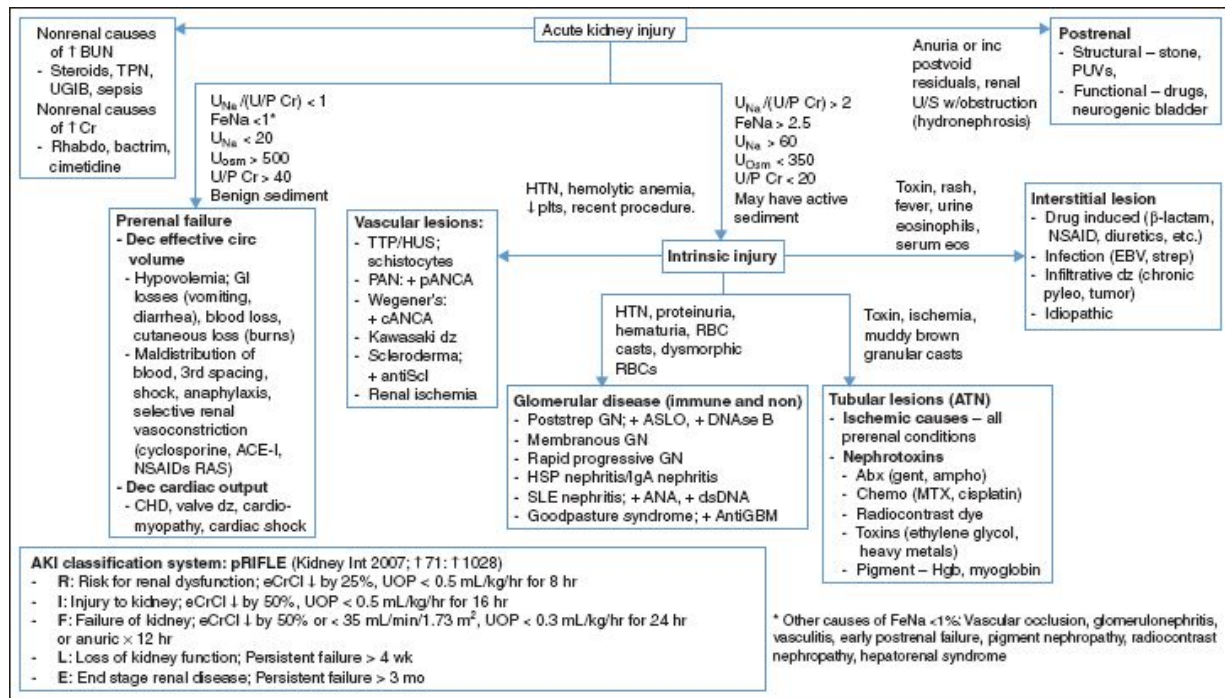 Acute kidney injury
Nonrenal causes
of ↑ BUN
- Steroids, TPN,
UGIB, sepsis
Nonrenal causes
of ↑ Cr
- Rhabdo, bactrim,
cimetidine
U_Na /(U/P Cr) < 1
FeNa <1*
U_Na < 20
U_osm > 500
U/P Cr > 40
Benign sediment
U_Na /(U/P Cr) > 2
FeNa > 2.5
U_Na > 60
U_Osm < 350
U/P Cr < 20
May have active
sediment
Anuria or inc
postvoid
residuals, renal
U/S w/obstruction
(hydronephrosis)
Postrenal
- Structural – stone,
PUVs,
- Functional – drugs,
neurogenic bladder
Prerenal failure
- Dec effective circ
volume
- Hypovolemia; GI
losses (vomiting,
diarrhea), blood loss,
cutaneous loss (burns)
- Maldistribution of
blood, 3rd spacing,
shock, anaphylaxis,
selective renal
vasoconstriction
(cyclosporine, ACE-I,
NSAIDs RAS)
- Dec cardiac output
- CHD, valve dz, cardio-
myopathy, cardiac shock
HTN, hemolytic anemia,
↓ plts, recent procedure.
Vascular lesions:
- TTP/HUS;
schistocytes
- PAN: + pANCA
- Wegener's:
+ cANCA
- Kawasaki dz
- Scleroderma;
+ antiScl
- Renal ischemia
Intrinsic injury
Toxin, rash,
fever, urine
eosinophils,
serum eos
Interstitial lesion
- Drug induced (β-lactam,
NSAID, diuretics, etc.)
- Infection (EBV, strep)
- Infiltrative dz (chronic
pyleo, tumor)
- Idiopathic
HTN, proteinuria,
hematuria, RBC
casts, dysmorphic
RBCs
Toxin, ischemia,
muddy brown
granular casts
Glomerular disease (immune and non)
- Poststrep GN; + ASLO, + DNAse B
- Membranous GN
- Rapid progressive GN
- HSP nephritis/IgA nephritis
- SLE nephritis; + ANA, + dsDNA
- Goodpasture syndrome; + AntiGBM
Tubular lesions (ATN)
- Ischemic causes – all
prerenal conditions
- Nephrotoxins
- Abx (gent, ampho)
- Chemo (MTX, cisplatin)
- Radiocontrast dye
- Toxins (ethylene glycol,
heavy metals)
- Pigment – Hgb, myoglobin
AKI classification system: pRIFLE (Kidney Int 2007; ↑71: ↑1028)
- R: Risk for renal dysfunction; eCrCl ↓ by 25%, UOP < 0.5 mL/kg/hr for 8 hr
- I: Injury to kidney; eCrCl ↓ by 50%, UOP < 0.5 mL/kg/hr for 16 hr
- F: Failure of kidney; eCrCl ↓ by 50% or < 35 mL/min/1.73 m², UOP < 0.3 mL/kg/hr for 24 hr
or anuric × 12 hr
- L: Loss of kidney function; Persistent failure > 4 wk
- E: End stage renal disease; Persistent failure > 3 mo
* Other causes of FeNa <1%: Vascular occlusion, glomerulonephritis,
vasculitis, early postrenal failure, pigment nephropathy, radiocontrast
nephropathy, hepatorenal syndrome